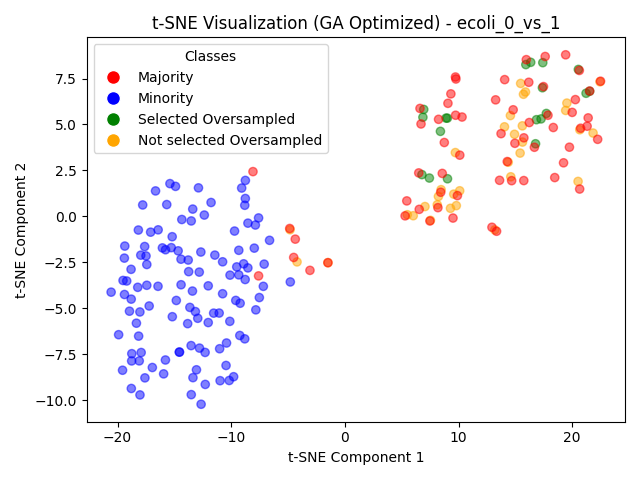 t-SNE Visualization (GA Optimized) - ecoli_0_vs_1
Classes
Majority
Minority
Selected Oversampled
Not selected Oversampled
7.5
5.0
2.5
0.0
−2.5
−5.0
−7.5
−10.0
t-SNE Component 2
−20
−10
0
10
20
t-SNE Component 1